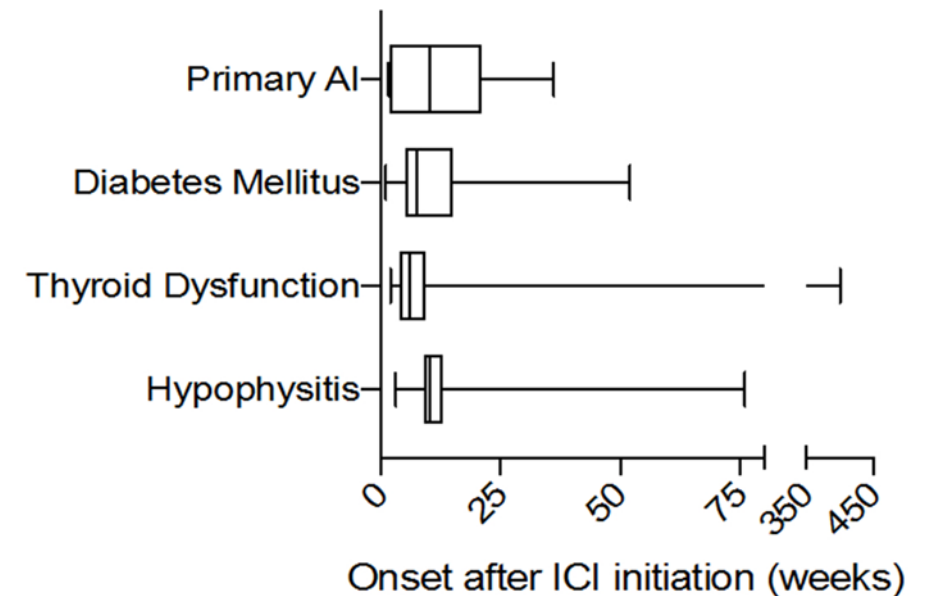 Primary AI
Diabetes Mellitus
Thyroid Dysfunction
Hypophysitis
0 25 50 75 350 450
Onset after ICI initiation (weeks)